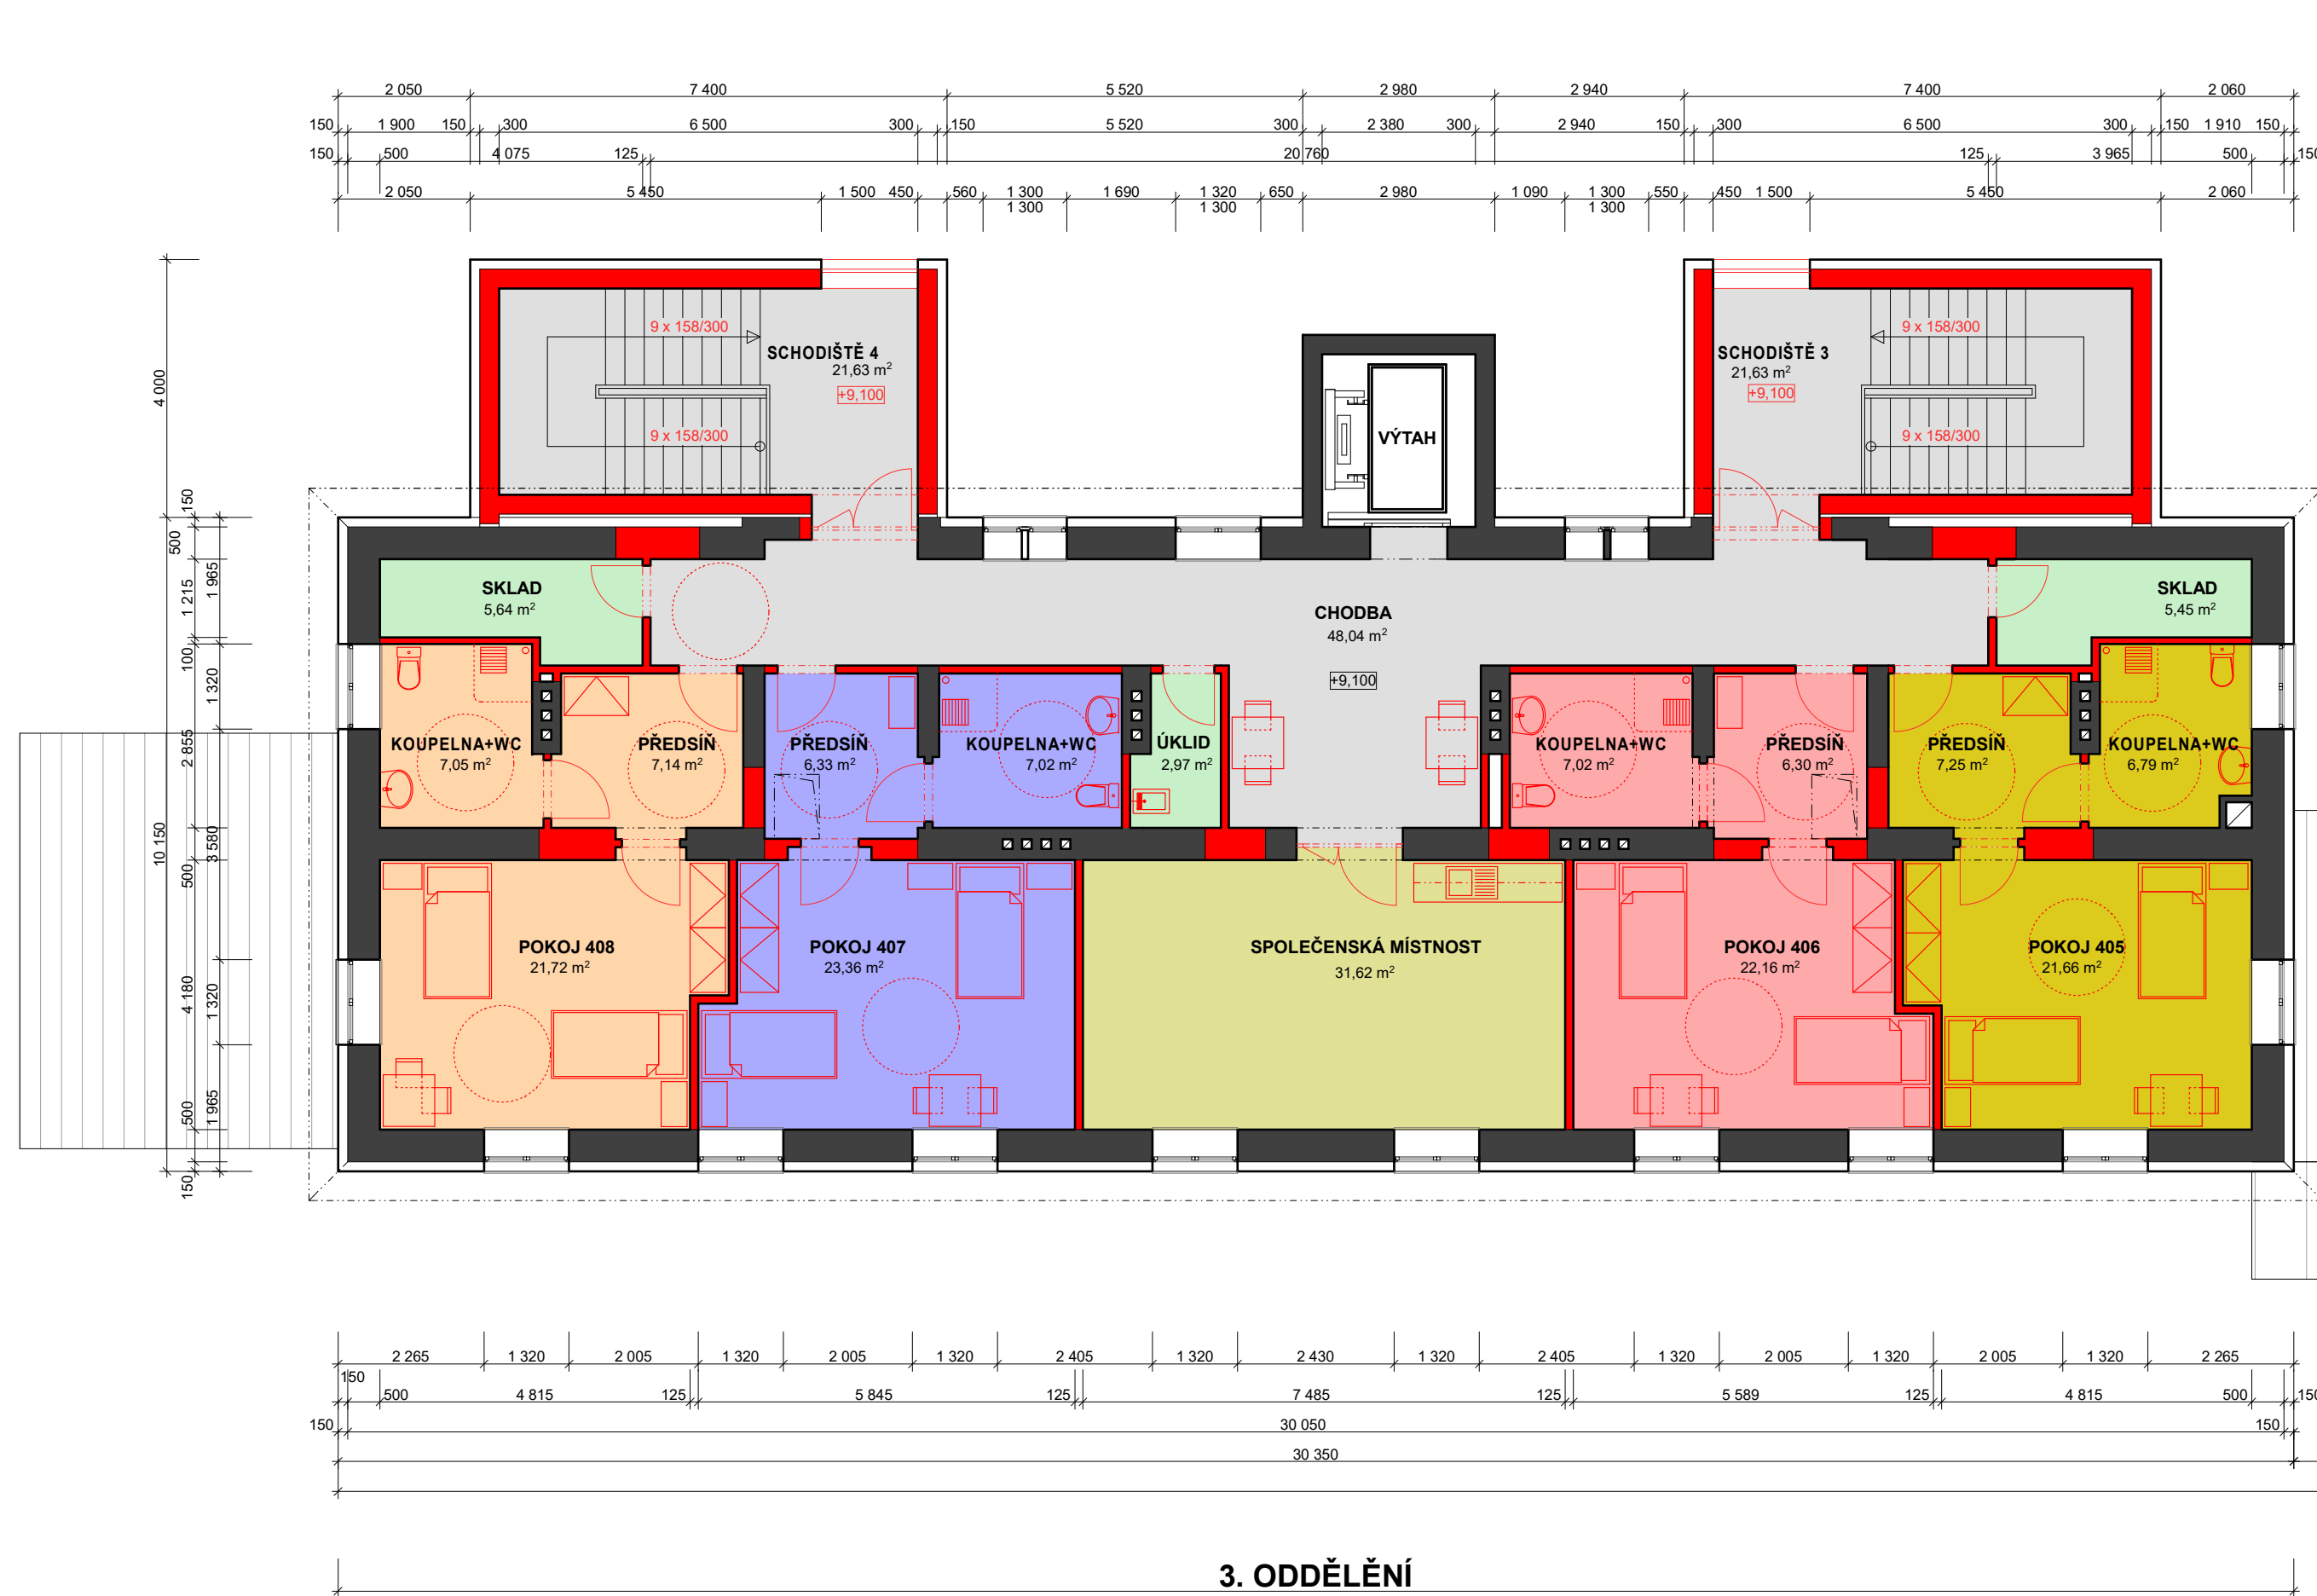 2 050 7 400 5 520 2 980 2 940 7 400 2 060
150 1 900 150 300 6 500 300 150 5 520 300 2 380 300 2 940 150 300 6 500 300 150 1 910 150
150 500 4 075 125 20 760 125 3 965 500 150
2 050 5 450 1 500 450 560 1 300 1 690 1 320 650 2 980 1 090 1 300 550 450 1 500 5 450 2 060
1 300 1 300 1 300
9 x 158/300
9 x 158/300
SCHODIŠTĚ 4
21,63 m²
+9,100
9 x 158/300
9 x 158/300
SCHODIŠTĚ 3
21,63 m²
+9,100
VÝTAH
4 000
10 150
150
500
1 215
100
2 855
500
4 180
500
150
1 965
1 320
3 580
1 320
1 965
SKLAD
5,64 m²
CHODBA
48,04 m²
+9,100
SKLAD
5,45 m²
KOUPELNA+WC
7,05 m²
PŘEDSÍŇ
7,14 m²
PŘEDSÍŇ
6,33 m²
KOUPELNA+WC
7,02 m²
ÚKLID
2,97 m²
KOUPELNA+WC
7,02 m²
PŘEDSÍŇ
6,30 m²
PŘEDSÍŇ
7,25 m²
KOUPELNA+WC
6,79 m²
POKOJ 408
21,72 m²
POKOJ 407
23,36 m²
SPOLEČENSKÁ MÍSTNOST
31,62 m²
POKOJ 406
22,16 m²
POKOJ 405
21,66 m²
2 265 1 320 2 005 1 320 2 005 1 320 2 405 1 320 2 430 1 320 2 405 1 320 2 005 1 320 2 005 1 320 2 265
150 500 4 815 125 5 845 125 7 485 125 5 589 125 4 815 500 150
150 30 050 150
30 350
3. ODDĚLĚNÍ